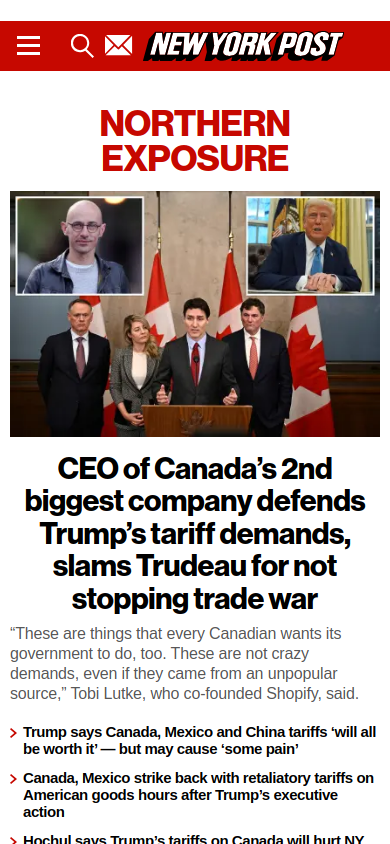 NEW YORK POST
NORTHERN
EXPOSURE
CEO of Canada’s 2nd
biggest company defends
Trump’s tariff demands,
slams Trudeau for not
stopping trade war
“These are things that every Canadian wants its
government to do, too. These are not crazy
demands, even if they came from an unpopular
source,” Tobi Lutke, who co-founded Shopify, said.
Trump says Canada, Mexico and China tariffs ‘will all
be worth it’ — but may cause ‘some pain’
Canada, Mexico strike back with retaliatory tariffs on
American goods hours after Trump’s executive
action
Hochul says Trump’s tariffs on Canada will hurt NY